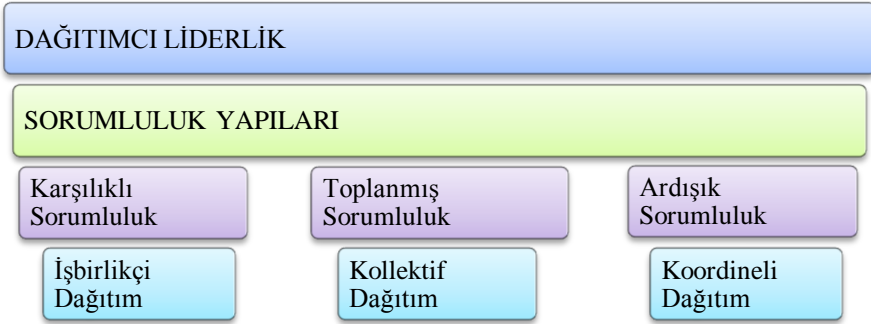 DAĞITIMCI LİDERLİK
SORUMLULUK YAPILARI
Karşılıklı
Sorumluluk
Toplanmış
Sorumluluk
Ardışık
Sorumluluk
İşbirlikçi
Dağıtım
Kollektif
Dağıtım
Koordineli
Dağıtım